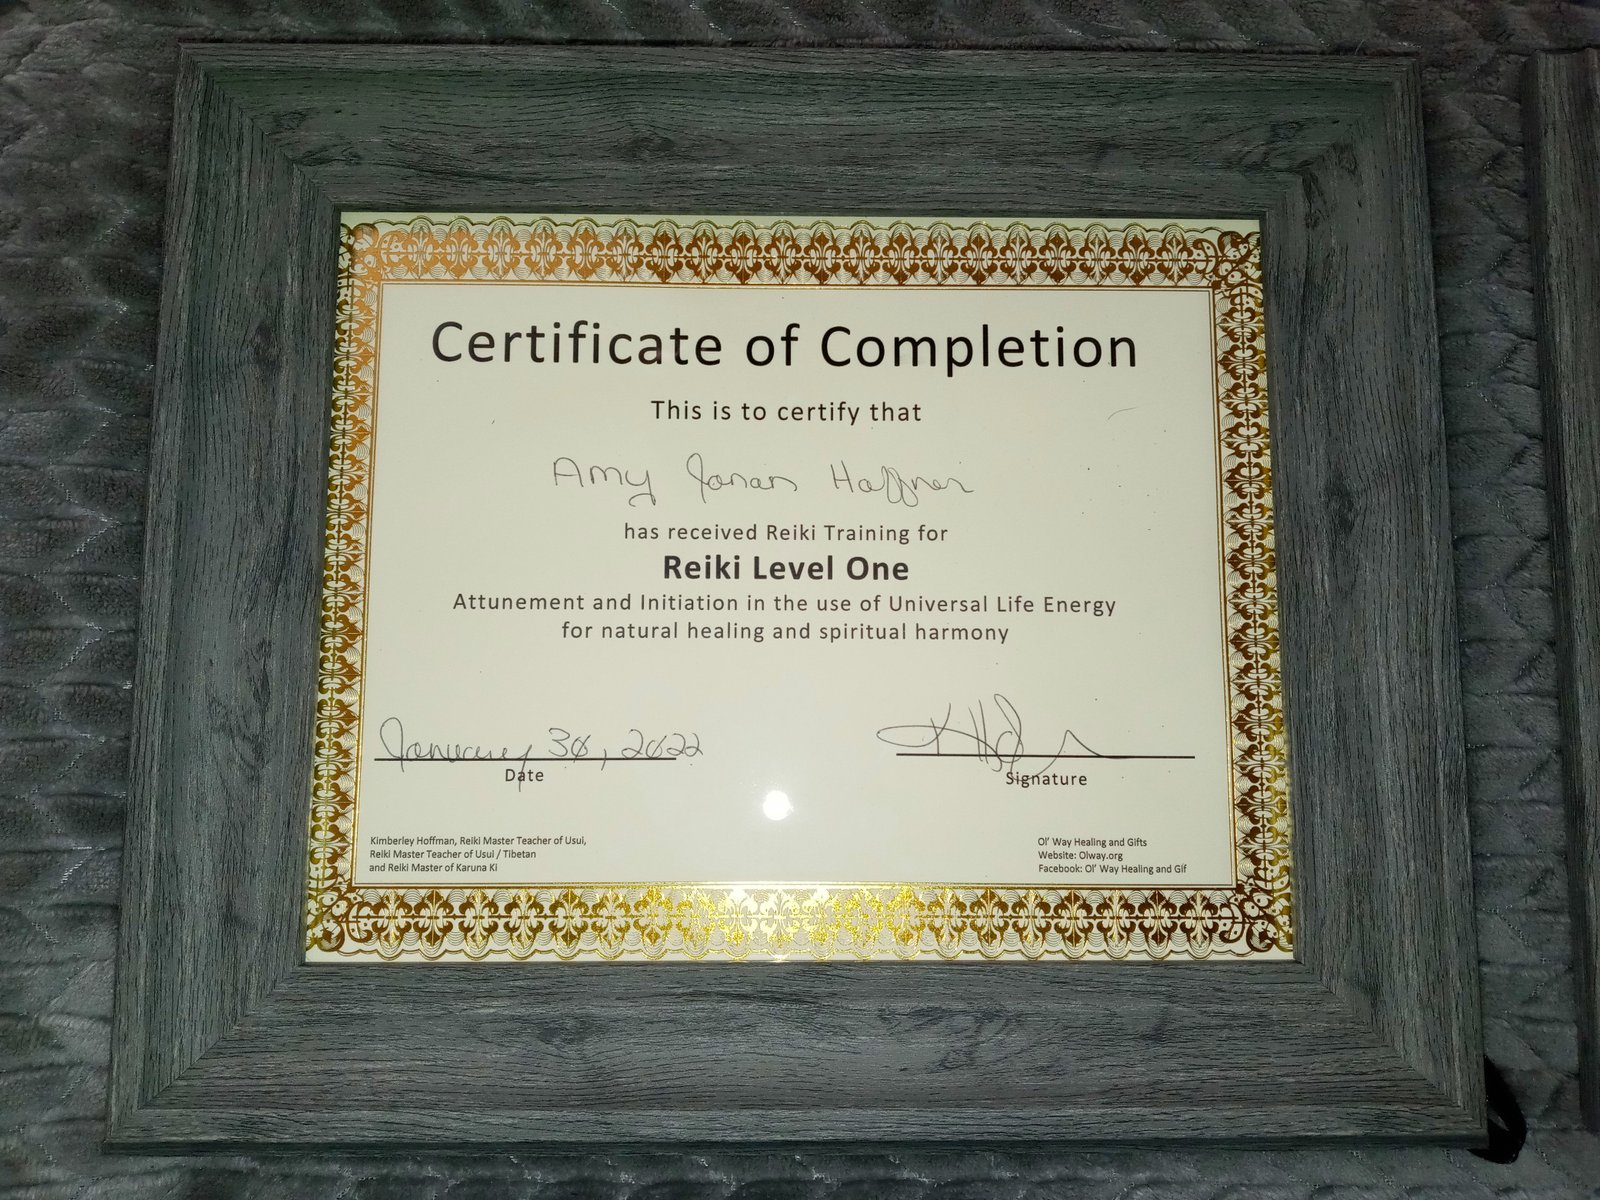 Certificate of Completion
This is to certify that
Amy Haffner
has received Reiki Training for
Reiki Level One
Attunement and Initiation in the use of Universal Life Energy
for natural healing and spiritual harmony
January 30, 2022
Date
Signature
Kimberley Hoffman, Reiki Master Teacher of Usui,
Reiki Master Teacher of Usui / Tibetan
and Reiki Master of Karuna Ki
Ol' Way Healing and Gifts
Website: Olway.org
Facebook: Ol' Way Healing and Gif